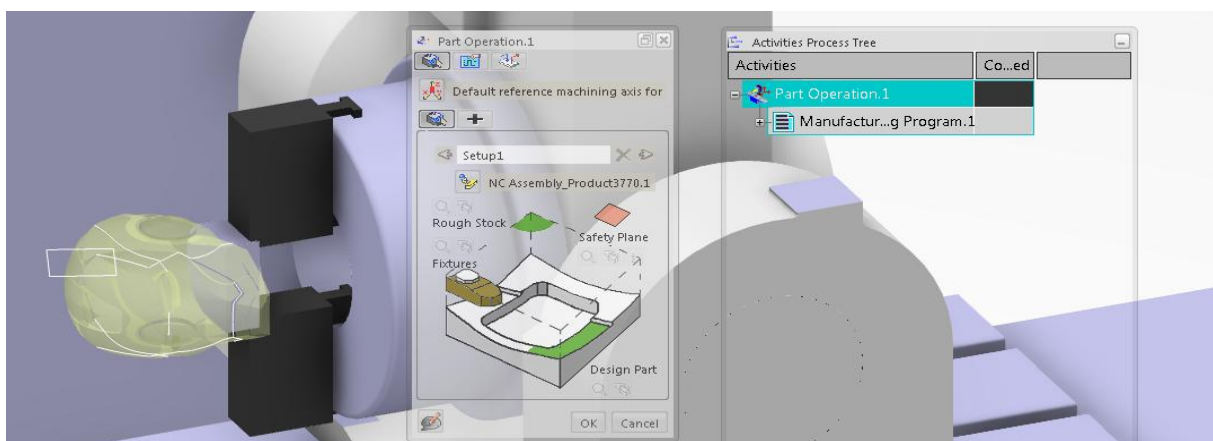 Part Operation.1
Default reference machining axis for
Setup1
NC Assembly_Product3770.1
Rough Stock
Safety Plane
Fixtures
Design Part
OK Cancel
Activities Process Tree
Activities Co...ed
Part Operation.1
Manufactur...g Program.1